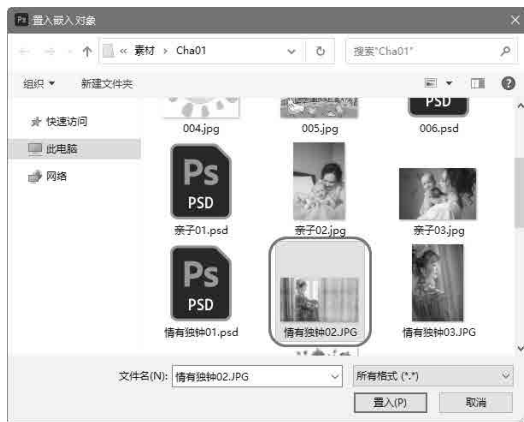 Ps 置入嵌入对象
« 素材 › Cha01
搜索"Cha01"
组织 新建文件夹
快速访问
此电脑
网络
PSD
004.jpg 005.jpg 006.psd
Ps
PSD
亲子01.psd 亲子02.jpg 亲子03.jpg
Ps
PSD
情有独钟01.psd 情有独钟02.JPG 情有独钟03.JPG
文件名(N): 情有独钟02.JPG 所有格式 (*.*)
置入(P) 取消